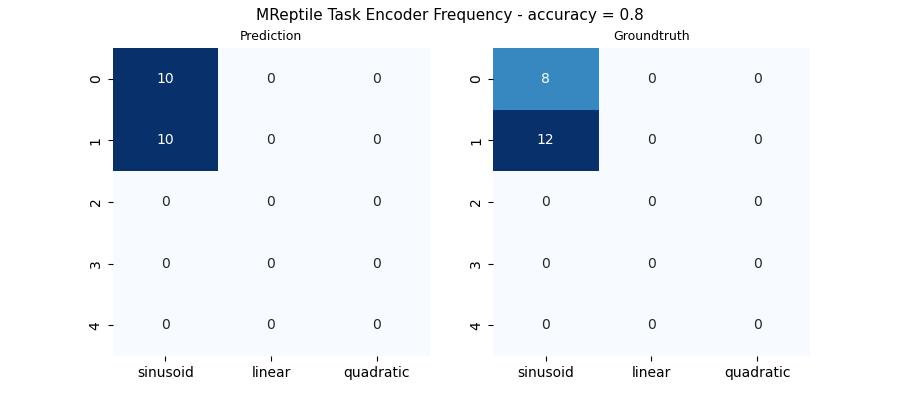 MReptile Task Encoder Frequency - accuracy = 0.8
Prediction Groundtruth
0 10 0 0 0 8 0 0
1 10 0 0 1 12 0 0
2 0 0 0 2 0 0 0
3 0 0 0 3 0 0 0
4 0 0 0 4 0 0 0
sinusoid linear quadratic sinusoid linear quadratic